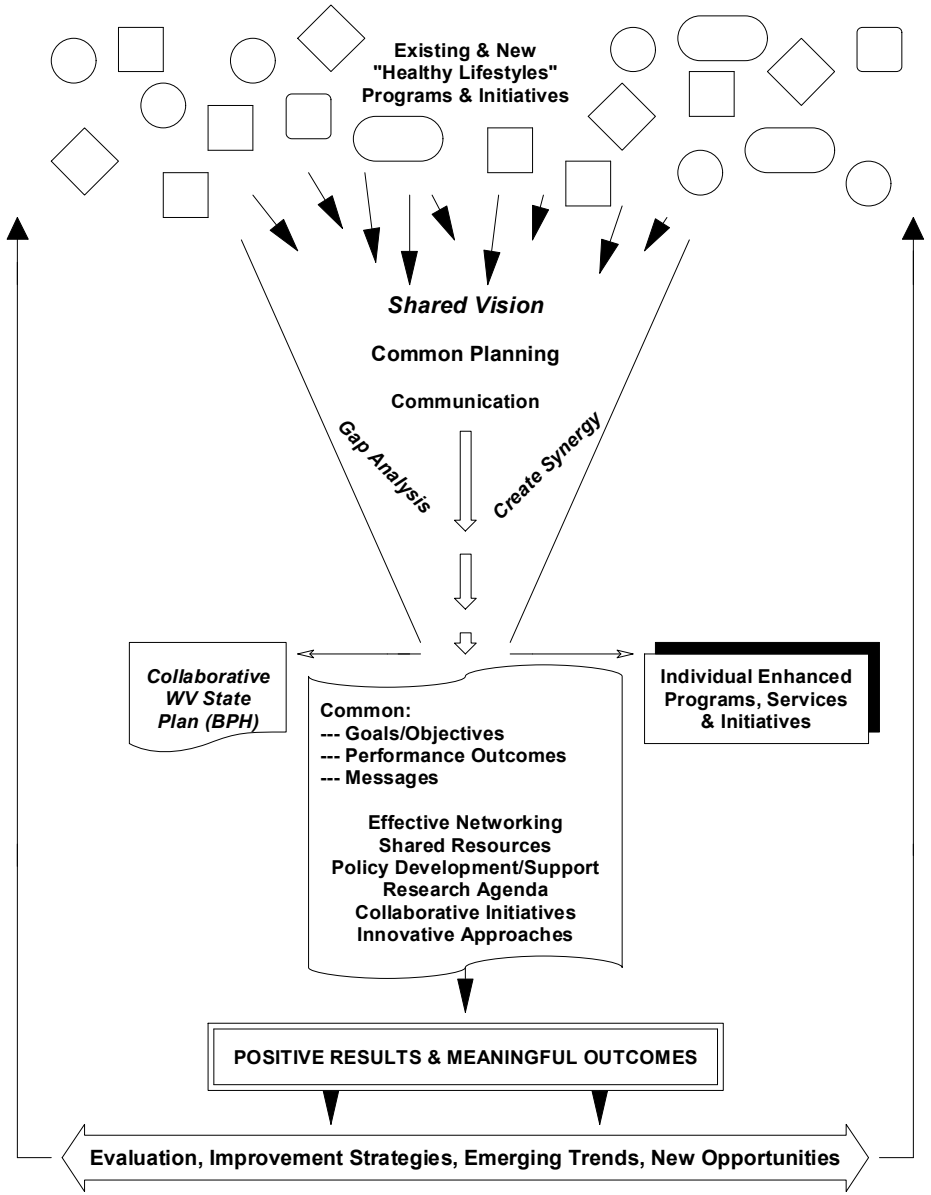 Existing & New
"Healthy Lifestyles"
Programs & Initiatives
Shared Vision
Common Planning
Communication
Gap Analysis
Create Synergy
Collaborative
WV State
Plan (BPH)
Individual Enhanced
Programs, Services
& Initiatives
Common:
--- Goals/Objectives
--- Performance Outcomes
--- Messages
Effective Networking
Shared Resources
Policy Development/Support
Research Agenda
Collaborative Initiatives
Innovative Approaches
POSITIVE RESULTS & MEANINGFUL OUTCOMES
Evaluation, Improvement Strategies, Emerging Trends, New Opportunities